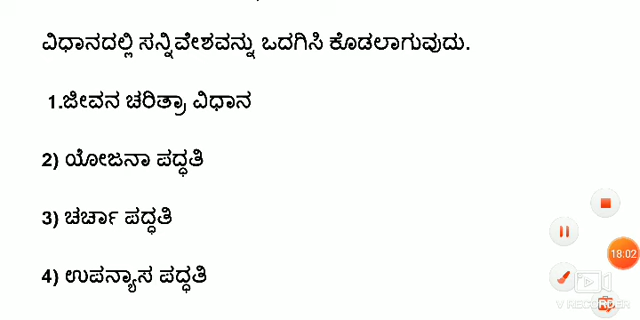 ವಿಧಾನದಲ್ಲಿ ಸನ್ನಿವೇಶವನ್ನು ಒದಗಿಸಿ ಕೊಡಲಾಗುವುದು.
1.ಜೀವನ ಚರಿತ್ರಾ ವಿಧಾನ
2) ಯೋಜನಾ ಪದ್ಧತಿ
3) ಚರ್ಚಾ ಪದ್ಧತಿ
18:02
4) ಉಪನ್ಯಾಸ ಪದ್ಧತಿ
V RECORDER